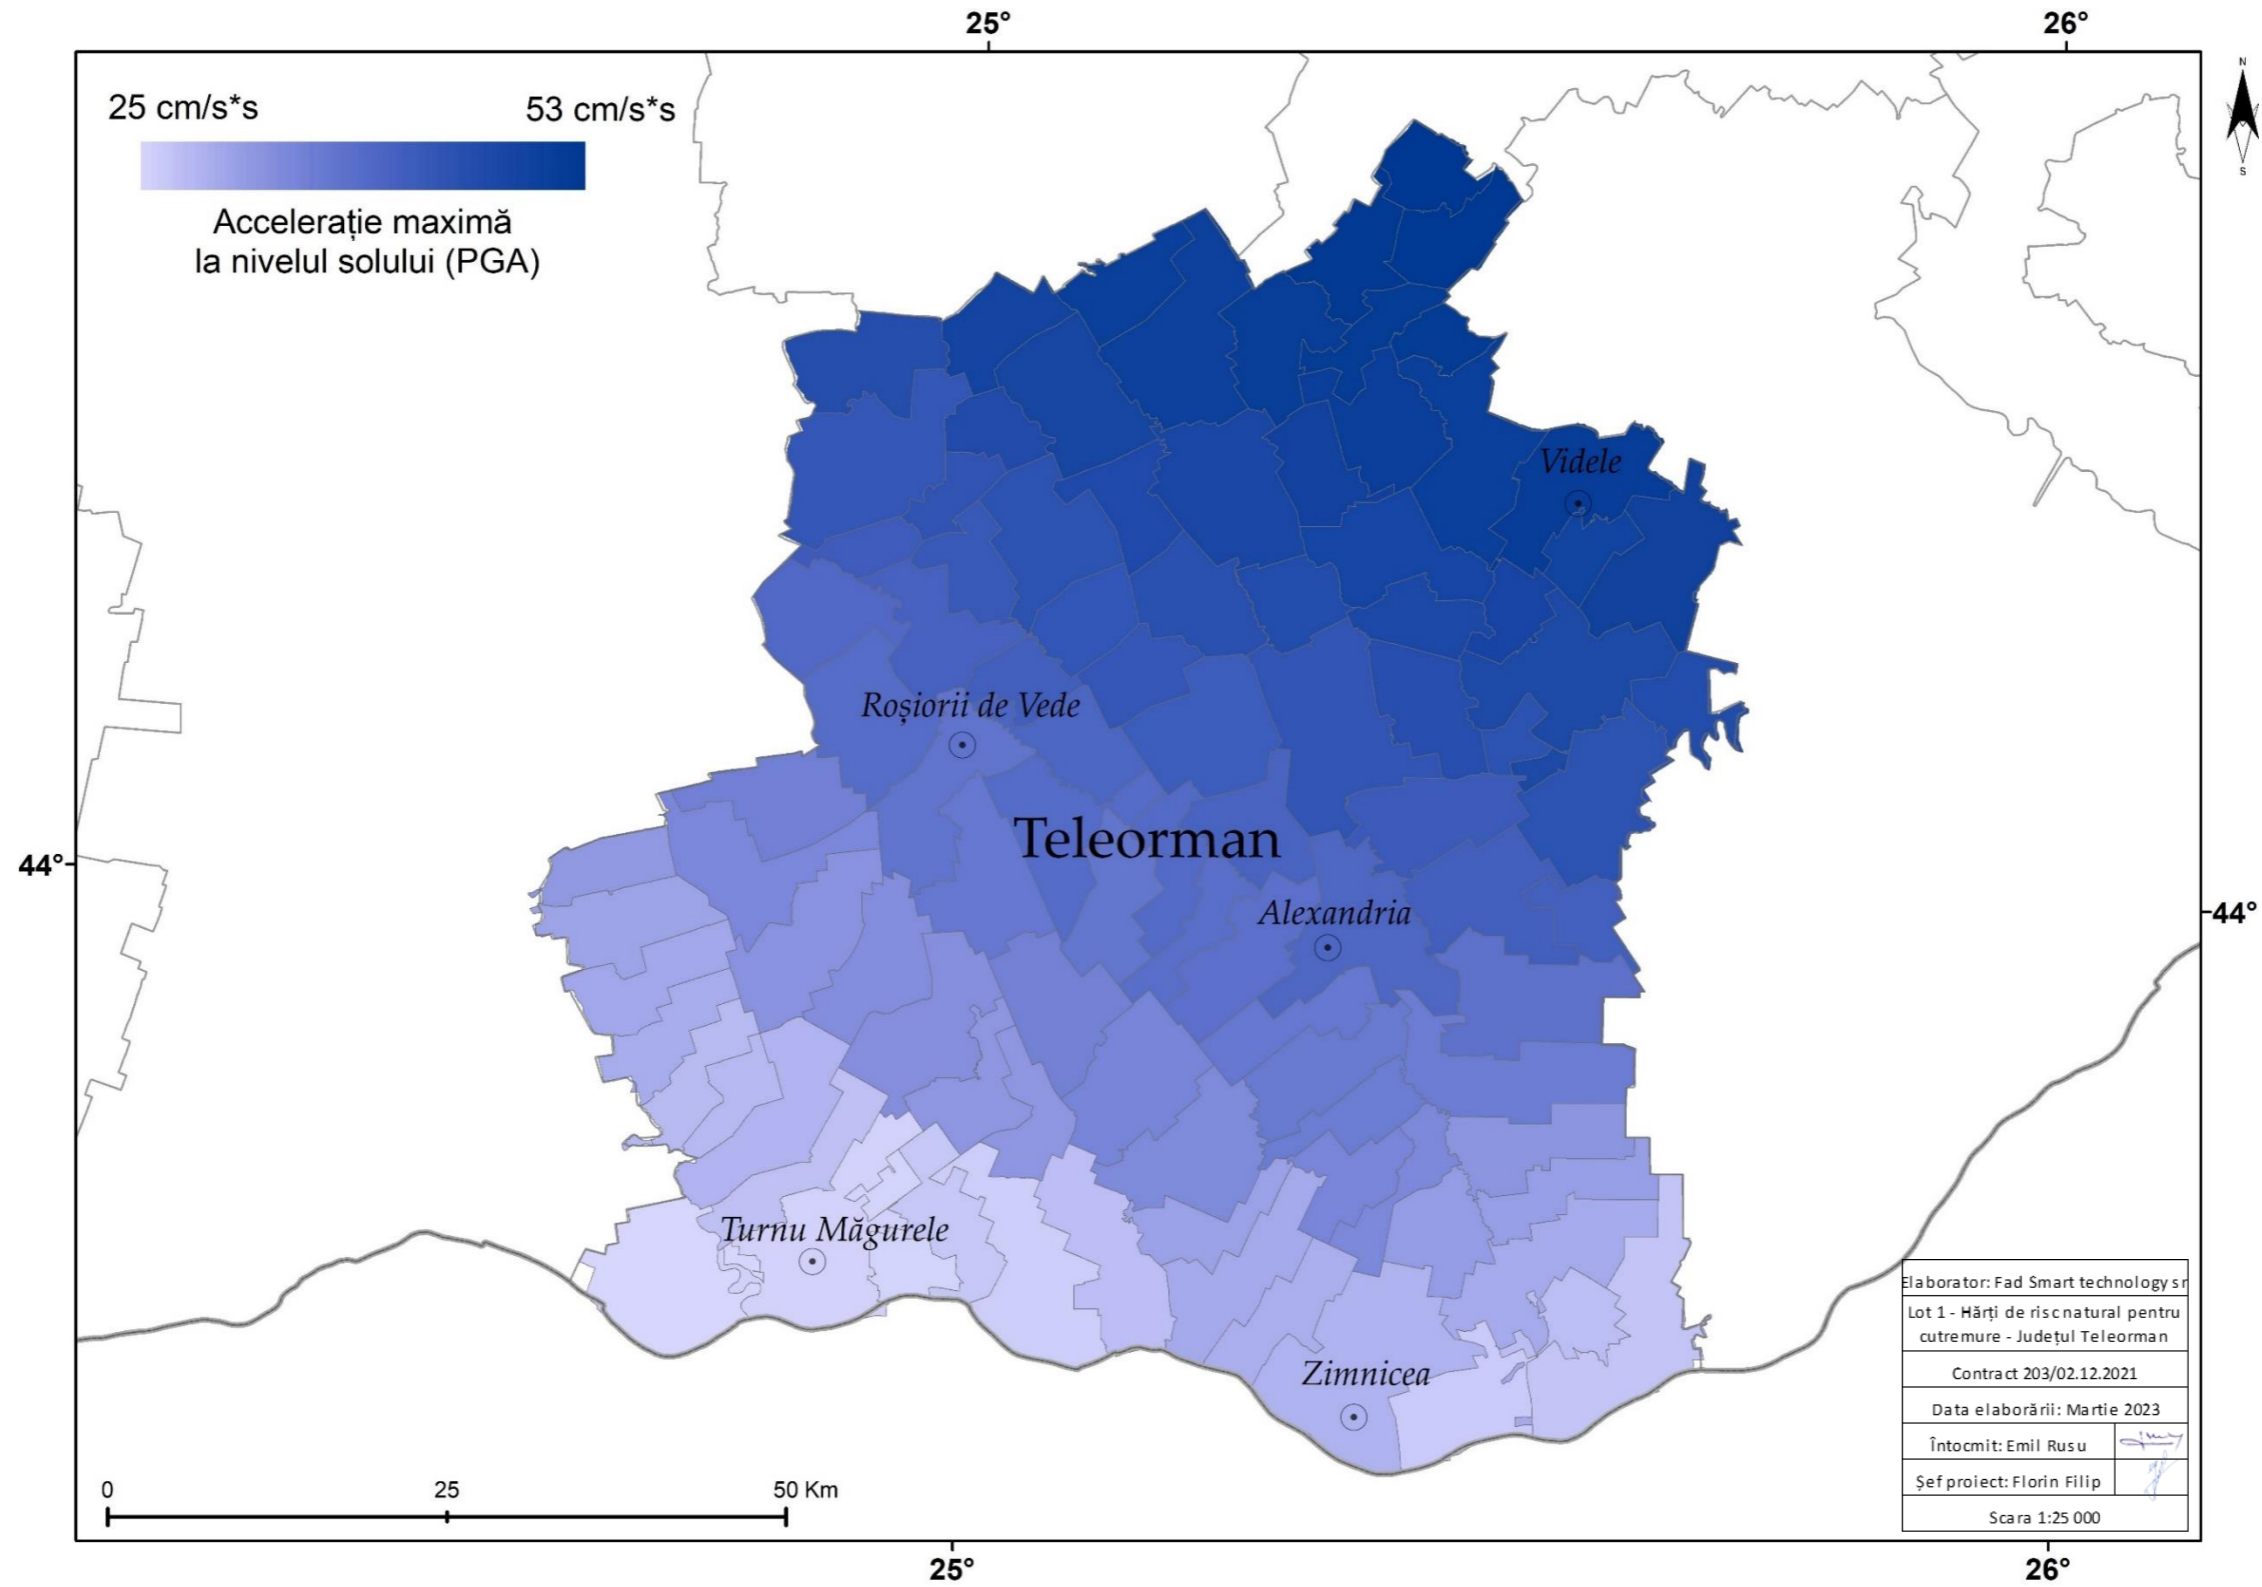 25° 26°
N
25 cm/s*s 53 cm/s*s
S
Accelerație maximă
la nivelul solului (PGA)
Videle
Roșiorii de Vede
Teleorman
44°
Alexandria
44°
Turnu Măgurele
Elaborator: Fad Smart technology sr
Lot 1 - Hărți de risc natural pentru
cutremure - Județul Teleorman
Zimnicea
Contract 203/02.12.2021
Data elaborării: Martie 2023
Întocmit: Emil Rusu
Șef proiect: Florin Filip
0 25 50 Km
Scara 1:25 000
25° 26°